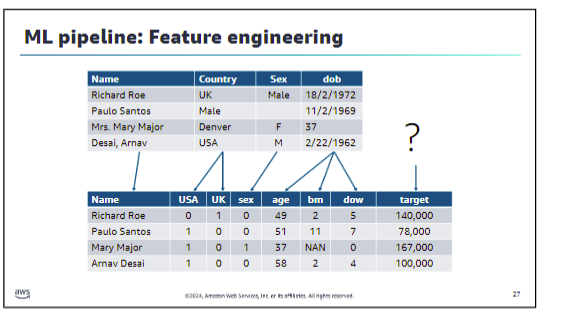 ML pipeline: Feature engineering
Name Country Sex dob
Richard Roe UK Male 18/2/1972
Paulo Santos Male 11/2/1969
Mrs. Mary Major Denver F 37
Desai, Arnav USA M 2/22/1962
?
Name USA UK sex age bm dow target
Richard Roe 0 1 0 49 2 5 140,000
Paulo Santos 1 0 0 51 11 7 78,000
Mary Major 1 0 1 37 NAN 0 167,000
Arnav Desai 1 0 0 58 2 4 100,000
aws
©2024, Amazon Web Services, Inc. or its affiliates. All rights reserved.
27